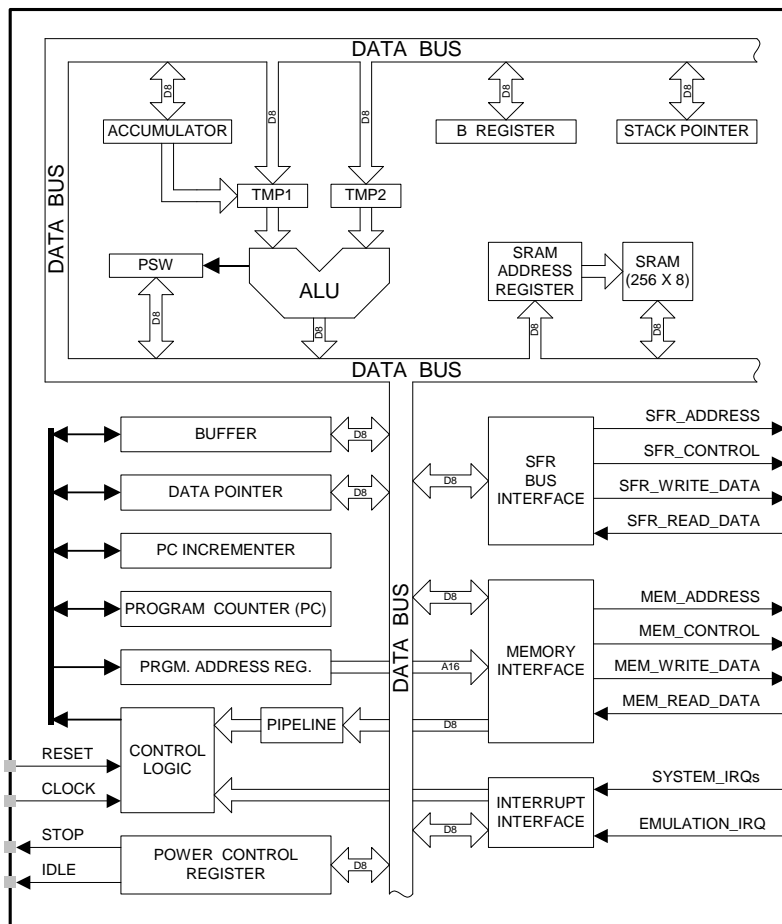 DATA BUS
D8
D8
D8
D8
D8
ACCUMULATOR
B REGISTER
STACK POINTER
DATA BUS
TMP1
TMP2
PSW
ALU
SRAM
ADDRESS
REGISTER
SRAM
(256 X 8)
D8
D8
D8
D8
DATA BUS
BUFFER
D8
DATA POINTER
D8
PC INCREMENTER
PROGRAM COUNTER (PC)
PRGM. ADDRESS REG.
A16
DATA BUS
D8
SFR
BUS
INTERFACE
SFR_ADDRESS
SFR_CONTROL
SFR_WRITE_DATA
SFR_READ_DATA
D8
MEMORY
INTERFACE
MEM_ADDRESS
MEM_CONTROL
MEM_WRITE_DATA
MEM_READ_DATA
CONTROL
LOGIC
PIPELINE
D8
RESET
CLOCK
STOP
IDLE
INTERRUPT
INTERFACE
D8
SYSTEM_IRQs
EMULATION_IRQ
POWER CONTROL
REGISTER
D8